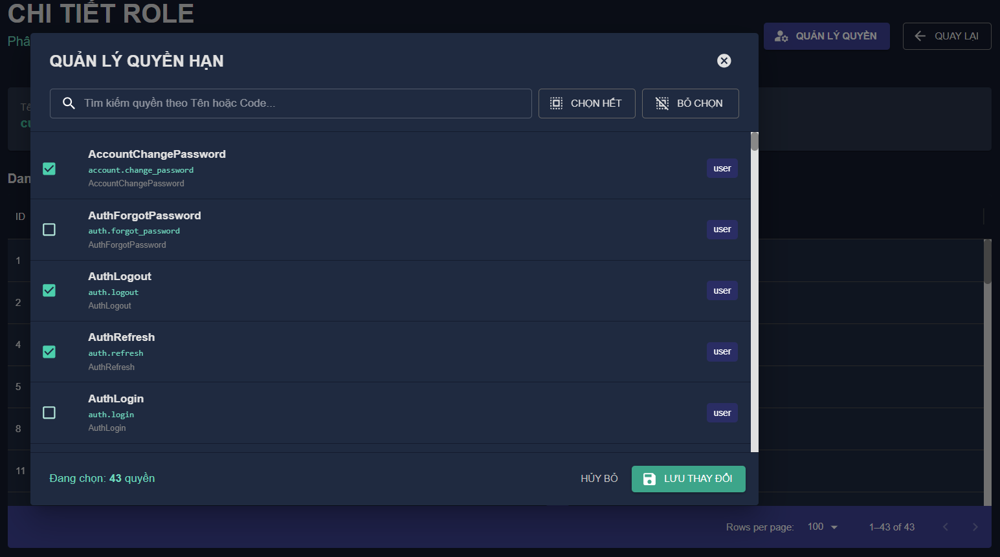 CHI TIẾT ROLE
Phâ
QUẢN LÝ QUYỀN
QUAY LẠI
QUẢN LÝ QUYỀN HẠN
Tìm kiếm quyền theo Tên hoặc Code...
CHỌN HẾT
BỎ CHỌN
Tê
Dan
ID
1
2
4
5
8
11
AccountChangePassword
account.change_password
AccountChangePassword
user
AuthForgotPassword
auth.forgot_password
AuthForgotPassword
user
AuthLogout
auth.logout
AuthLogout
user
AuthRefresh
auth.refresh
AuthRefresh
user
AuthLogin
auth.login
AuthLogin
user
Đang chọn: 43 quyền
HỦY BỎ
LƯU THAY ĐỔI
Rows per page:
100
1–43 of 43